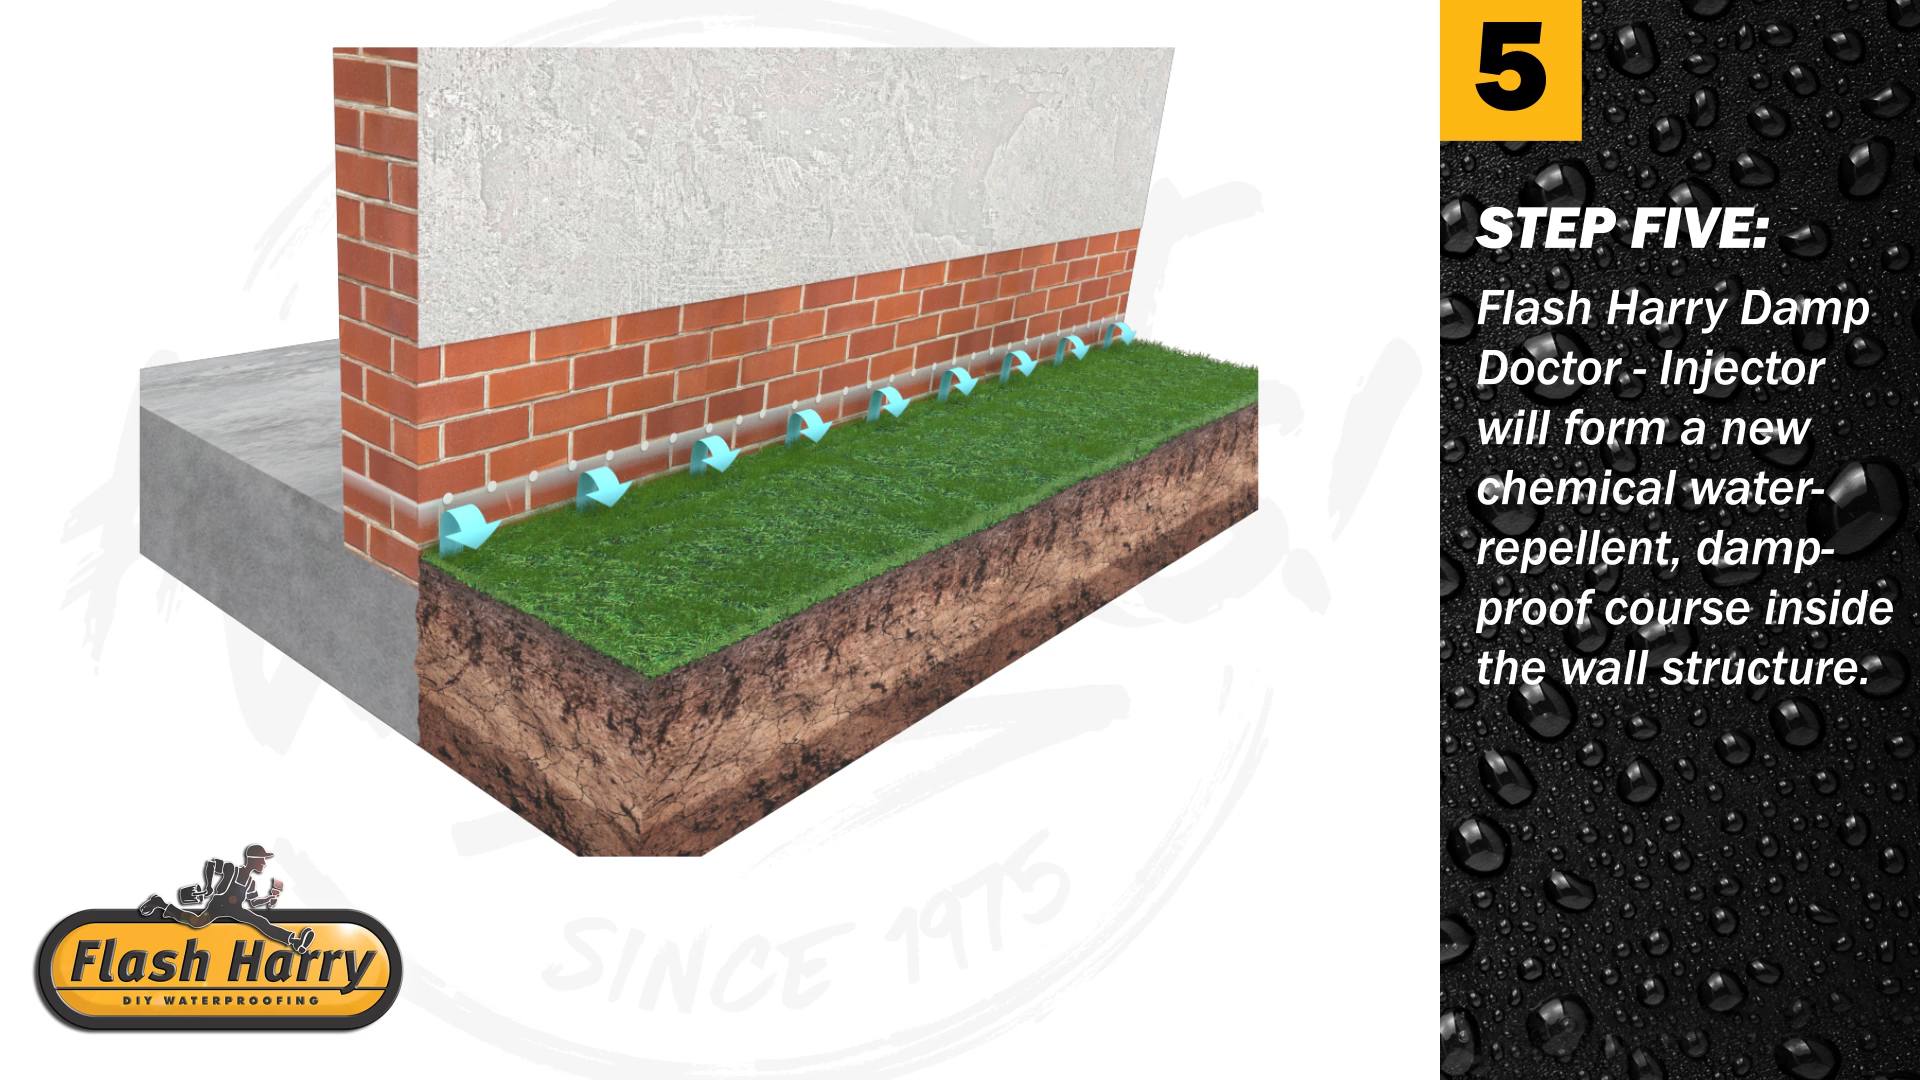 5
STEP FIVE:
Flash Harry Damp
Doctor - Injector
will form a new
chemical water-
repellent, damp-
proof course inside
the wall structure.
SINCE 1975
Flash Harry
DIY WATERPROOFING